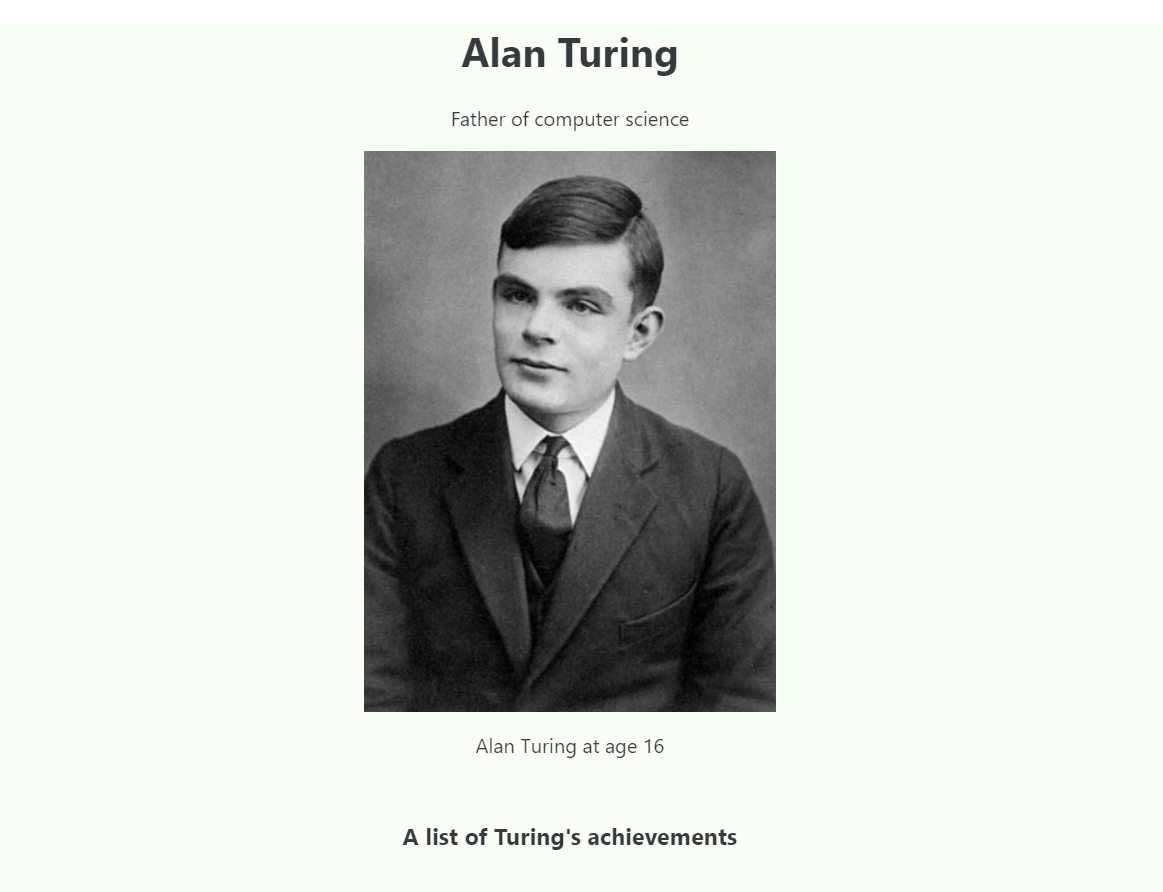 Alan Turing
Father of computer science
Alan Turing at age 16
A list of Turing's achievements